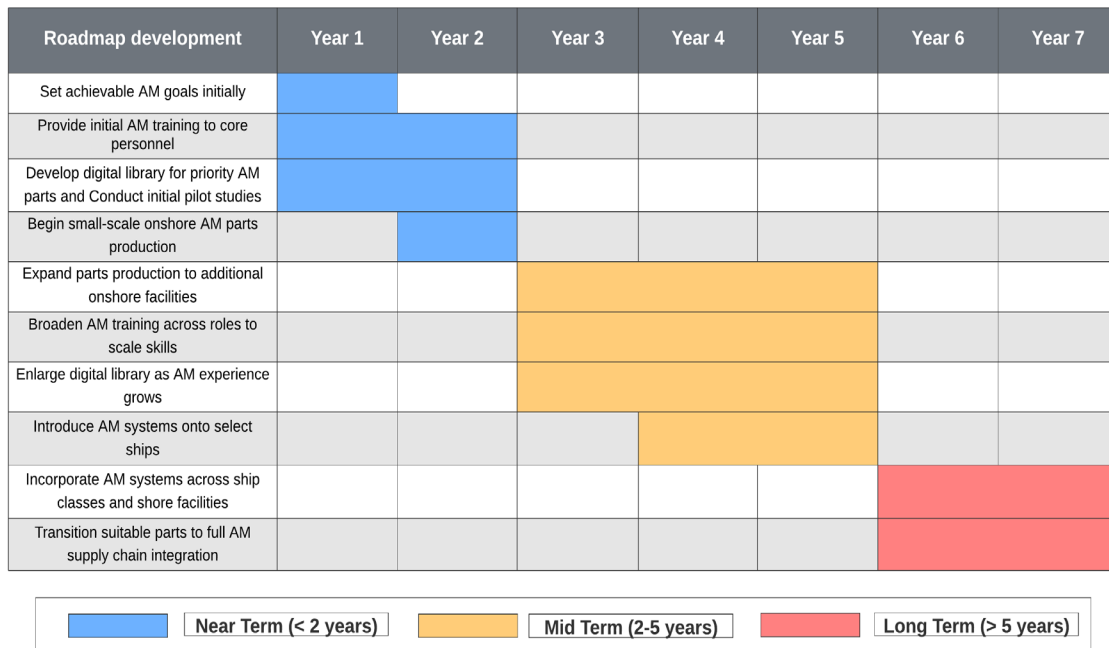 Roadmap development Year 1 Year 2 Year 3 Year 4 Year 5 Year 6 Year 7
Set achievable AM goals initially
Provide initial AM training to core
personnel
Develop digital library for priority AM
parts and Conduct initial pilot studies
Begin small-scale onshore AM parts
production
Expand parts production to additional
onshore facilities
Broaden AM training across roles to
scale skills
Enlarge digital library as AM experience
grows
Introduce AM systems onto select
ships
Incorporate AM systems across ship
classes and shore facilities
Transition suitable parts to full AM
supply chain integration
Near Term (< 2 years) Mid Term (2-5 years) Long Term (> 5 years)